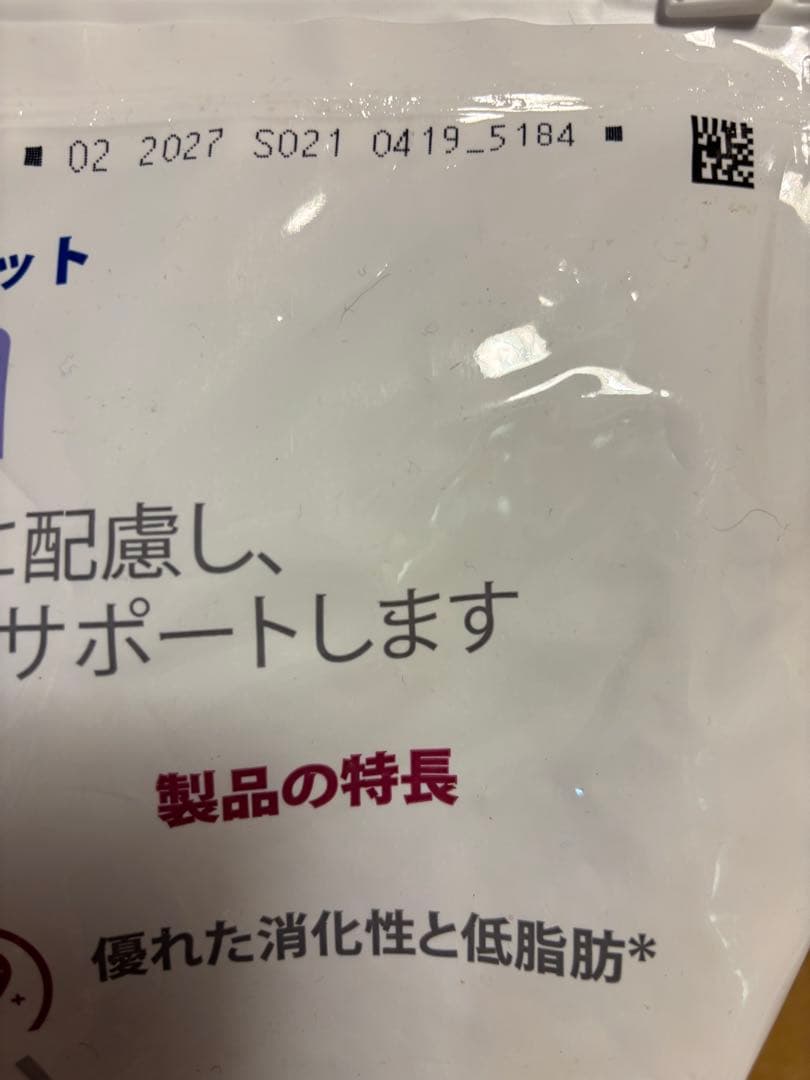 02 2027 S021 0419_5184
ット
に配慮し、
サポートします
製品の特長
優れた消化性と低脂肪*